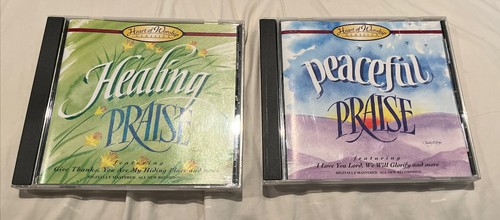 Heart of Worship
Healing
PRAISE
featuring
Give Thanks, You Are My Hiding Place and more
DIGITALLY MASTERED ALL NEW RECORDINGS
Heart of Worship
peaceful
PRAISE
featuring
I Love You Lord, We Will Glorify and more
DIGITALLY MASTERED ALL NEW RECORDINGS